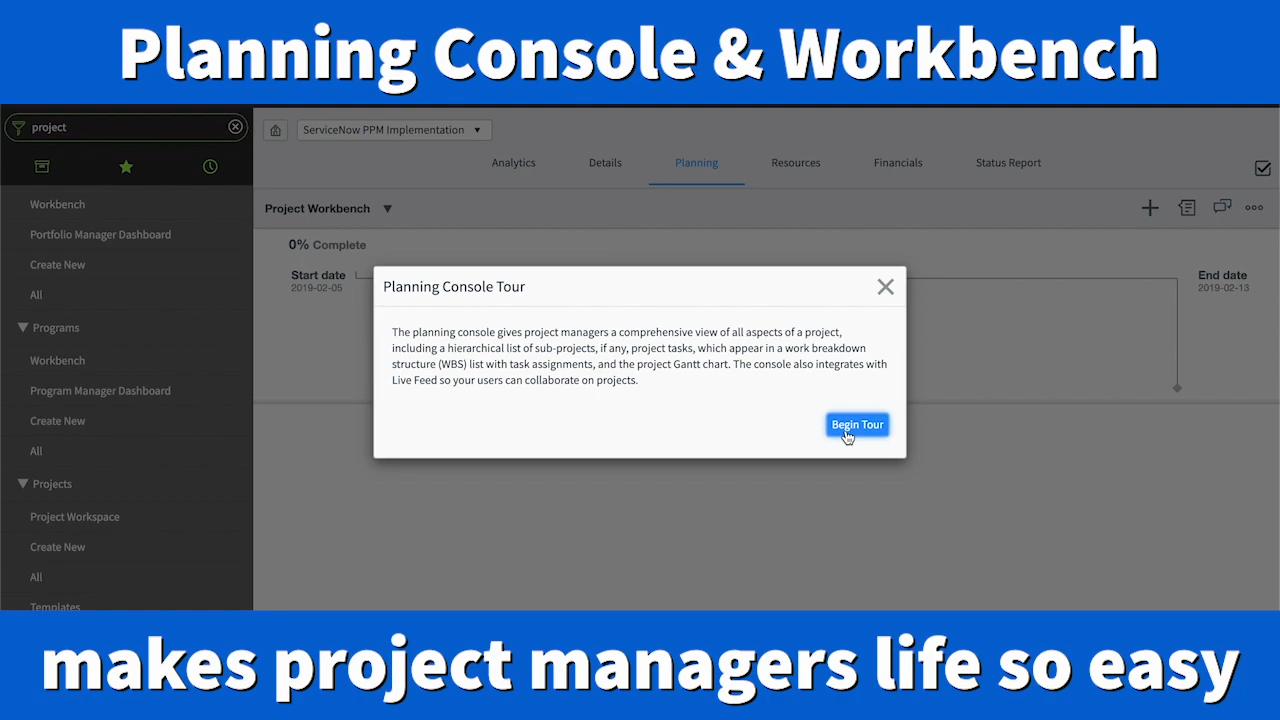 Planning Console & Workbench
project
Workbench
Portfolio Manager Dashboard
Create New
All
Programs
Workbench
Program Manager Dashboard
Create New
All
Projects
Project Workspace
Create New
All
Templates
ServiceNow PPM Implementation
Analytics
Details
Planning
Resources
Financials
Status Report
Project Workbench
0% Complete
Start date
2019-02-05
End date
2019-02-13
Planning Console Tour
The planning console gives project managers a comprehensive view of all aspects of a project,
including a hierarchical list of sub-projects, if any, project tasks, which appear in a work breakdown
structure (WBS) list with task assignments, and the project Gantt chart. The console also integrates with
Live Feed so your users can collaborate on projects.
Begin Tour
makes project managers life so easy